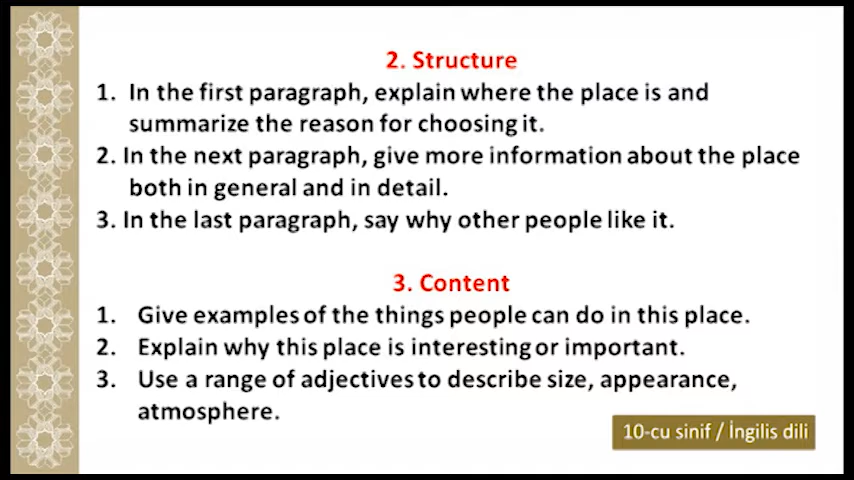 2. Structure
1. In the first paragraph, explain where the place is and
summarize the reason for choosing it.
2. In the next paragraph, give more information about the place
both in general and in detail.
3. In the last paragraph, say why other people like it.
3. Content
1. Give examples of the things people can do in this place.
2. Explain why this place is interesting or important.
3. Use a range of adjectives to describe size, appearance,
atmosphere.
10-cu sinif / İngilis dili